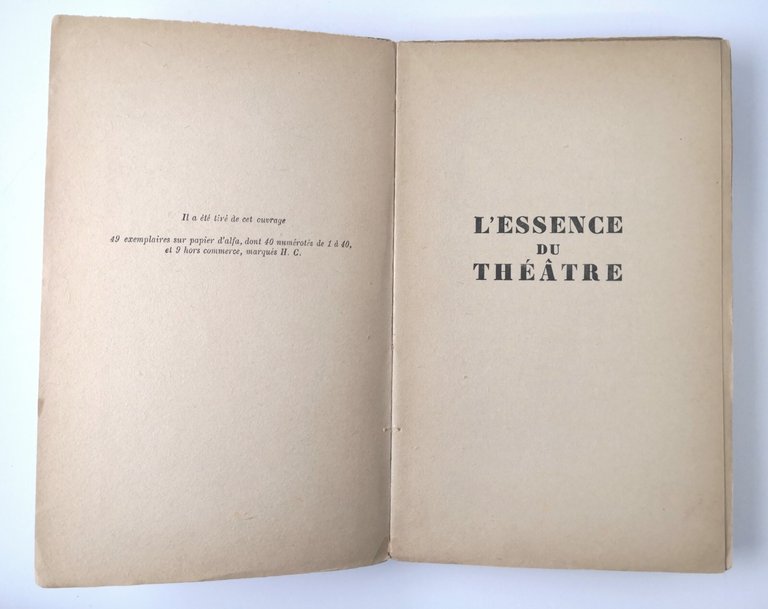 Il a été tiré de cet ouvrage
49 exemplaires sur papier d'alfa, dont 40 numérotés de 1 à 40,
et 9 hors commerce, marqués H. C.
L'ESSENCE
DU
THÉÂTRE